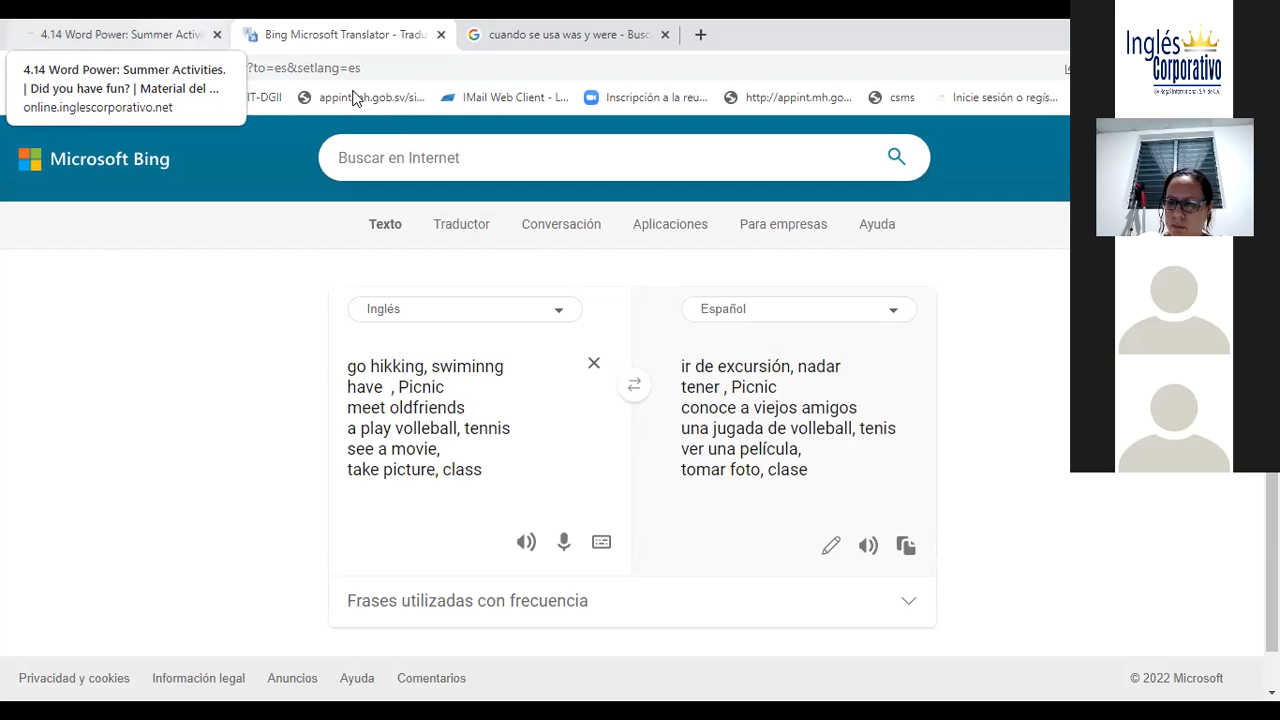 4.14 Word Power: Summer Activ
Bing Microsoft Translator - Tradu
cuando se usa was y were - Busc
4.14 Word Power: Summer Activities.
| Did you have fun? | Material del ...
online.inglescorporativo.net
?to=es&setlang=es
IT-DGII
appint.mh.gob.sv/si...
IMail Web Client - L...
Inscripción a la reu...
http://appint.mh.go...
csms
Inicie sesión o regís...
Inglés
Corporativo
Microsoft Bing
Buscar en Internet
Texto
Traductor
Conversación
Aplicaciones
Para empresas
Ayuda
Inglés
Español
go hikking, swiminng
have , Picnic
meet oldfriends
a play volleball, tennis
see a movie,
take picture, class
ir de excursión, nadar
tener , Picnic
conoce a viejos amigos
una jugada de volleball, tenis
ver una película,
tomar foto, clase
Frases utilizadas con frecuencia
Privacidad y cookies
Información legal
Anuncios
Ayuda
Comentarios
© 2022 Microsoft